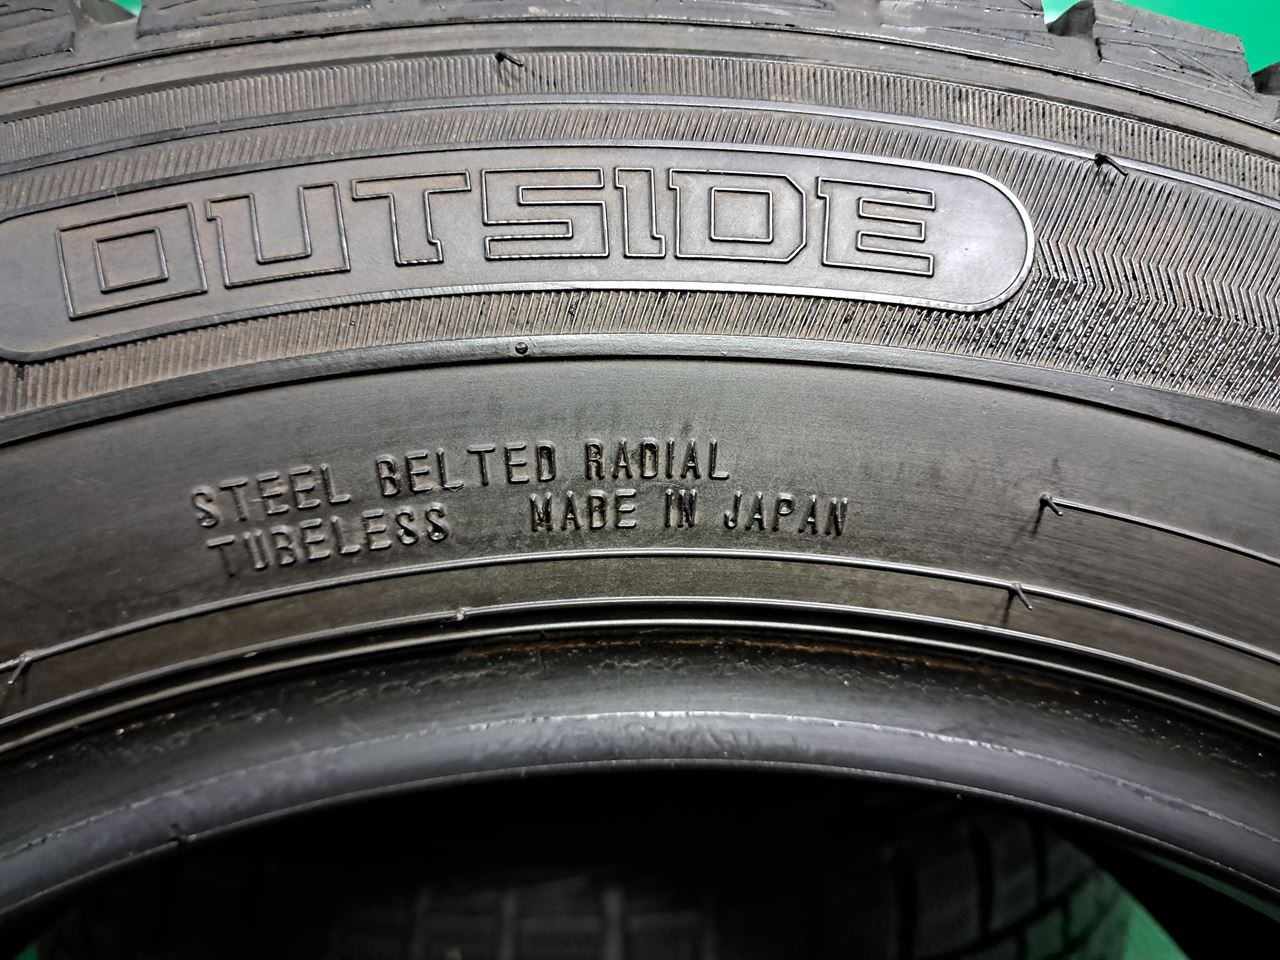 OUTSIDE
STEEL BELTED RADIAL
TUBELESS MADE IN JAPAN